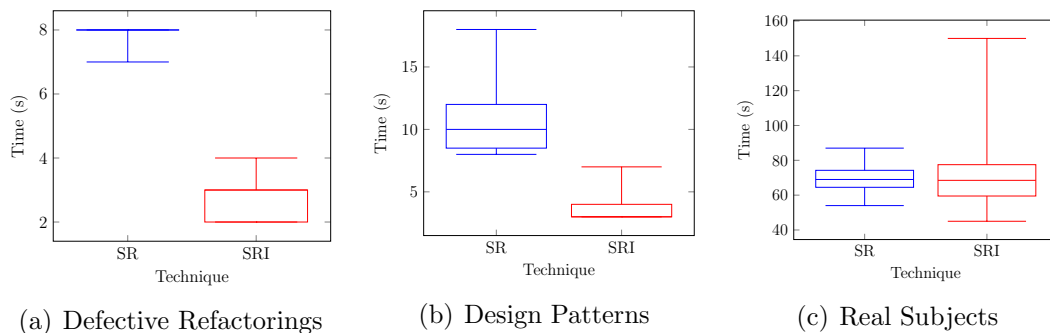 8
6
4
2
Time (s)
SR
SRI
Technique
(a) Defective Refactorings
15
10
5
Time (s)
SR
SRI
Technique
(b) Design Patterns
160
140
120
100
80
60
40
Time (s)
SR
SRI
Technique
(c) Real Subjects